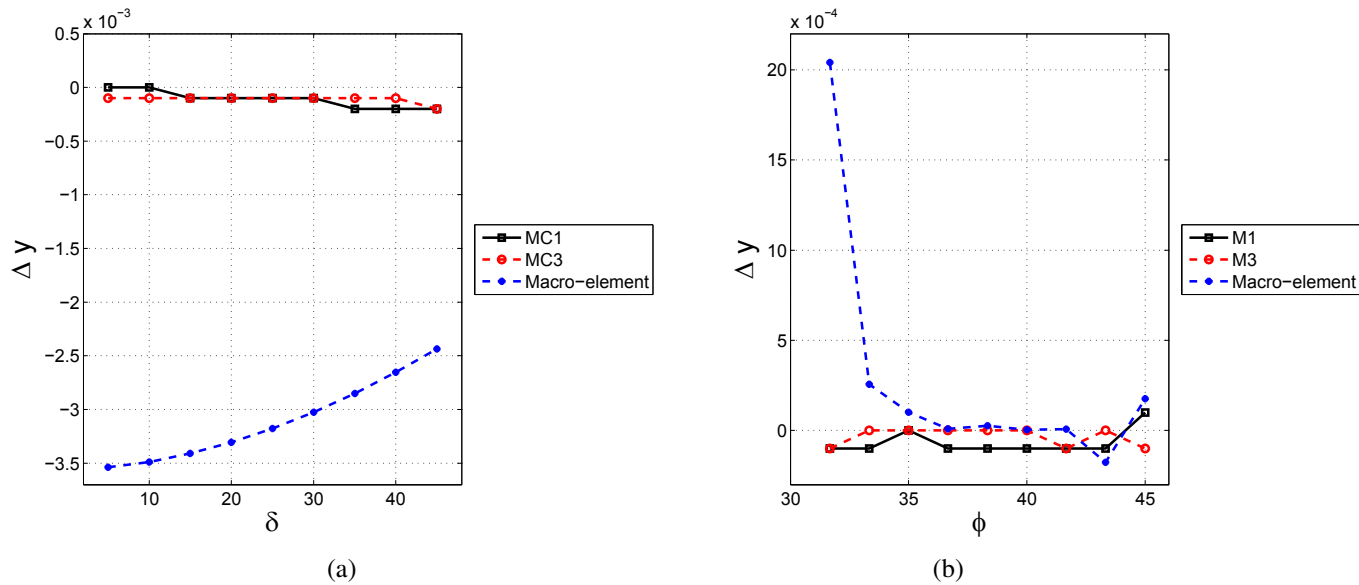 x 10⁻³
0.5
0
−0.5
−1
−1.5
−2
−2.5
−3
−3.5
10
20
30
40
Δ y
δ
MC1
MC3
Macro−element
(a)
x 10⁻⁴
20
15
10
5
0
30
35
40
45
Δ y
ϕ
M1
M3
Macro−element
(b)